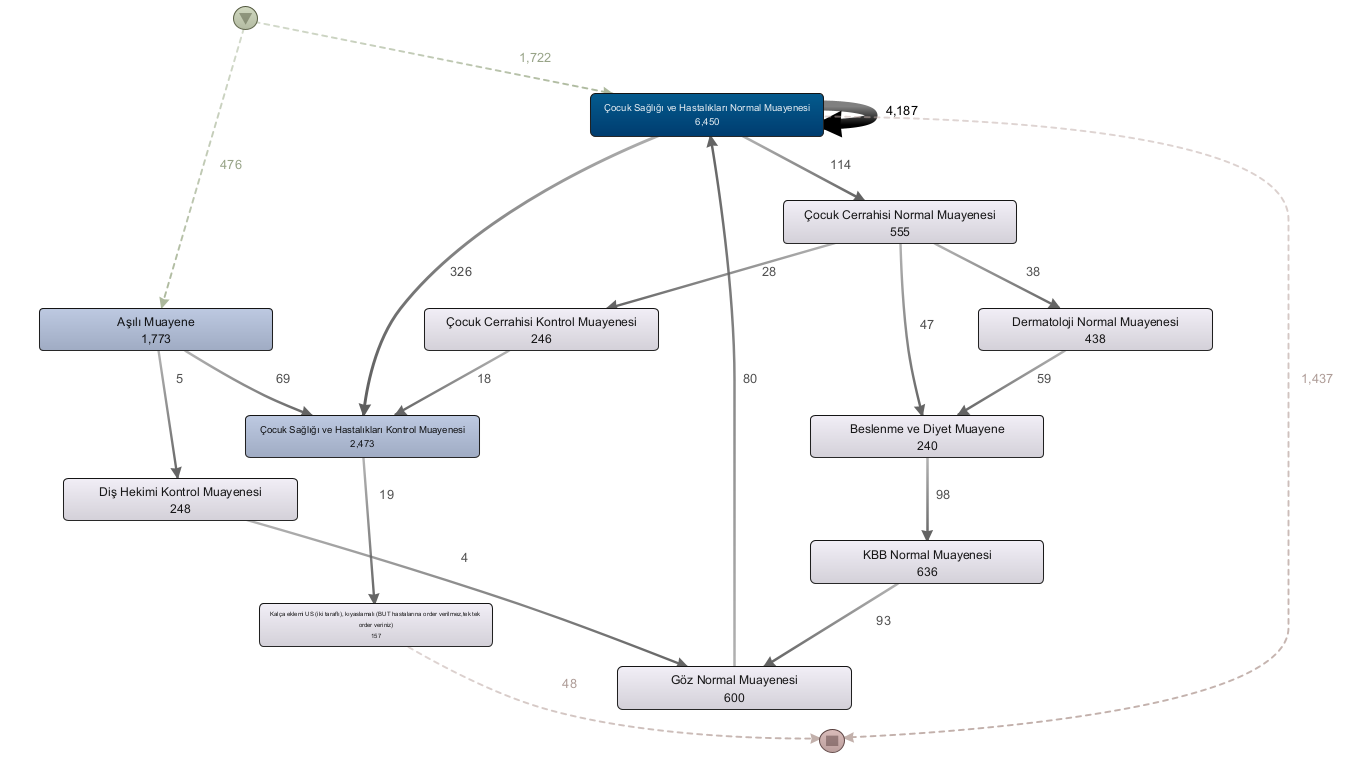 1,722
Çocuk Sağlığı ve Hastalıkları Normal Muayenesi
6,450
4,187
476
114
Çocuk Cerrahisi Normal Muayenesi
555
326
28
38
Aşılı Muayene
1,773
Çocuk Cerrahisi Kontrol Muayenesi
246
47
Dermatoloji Normal Muayenesi
438
5
69
18
80
59
1,437
Çocuk Sağlığı ve Hastalıkları Kontrol Muayenesi
2,473
Beslenme ve Diyet Muayene
240
Diş Hekimi Kontrol Muayenesi
248
19
98
4
KBB Normal Muayenesi
636
Kalça eklemi US (iki taraflı), kıyaslamalı (BUT hastalarına order verilmez,tek tek
order veriniz)
157
93
48
Göz Normal Muayenesi
600